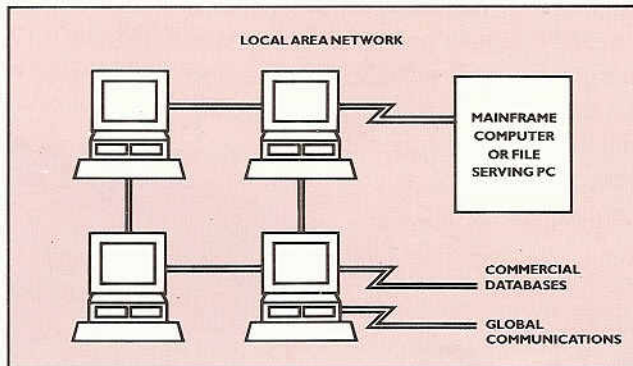 LOCAL AREA NETWORK
MAINFRAME
COMPUTER
OR FILE
SERVING PC
COMMERCIAL
DATABASES
GLOBAL
COMMUNICATIONS